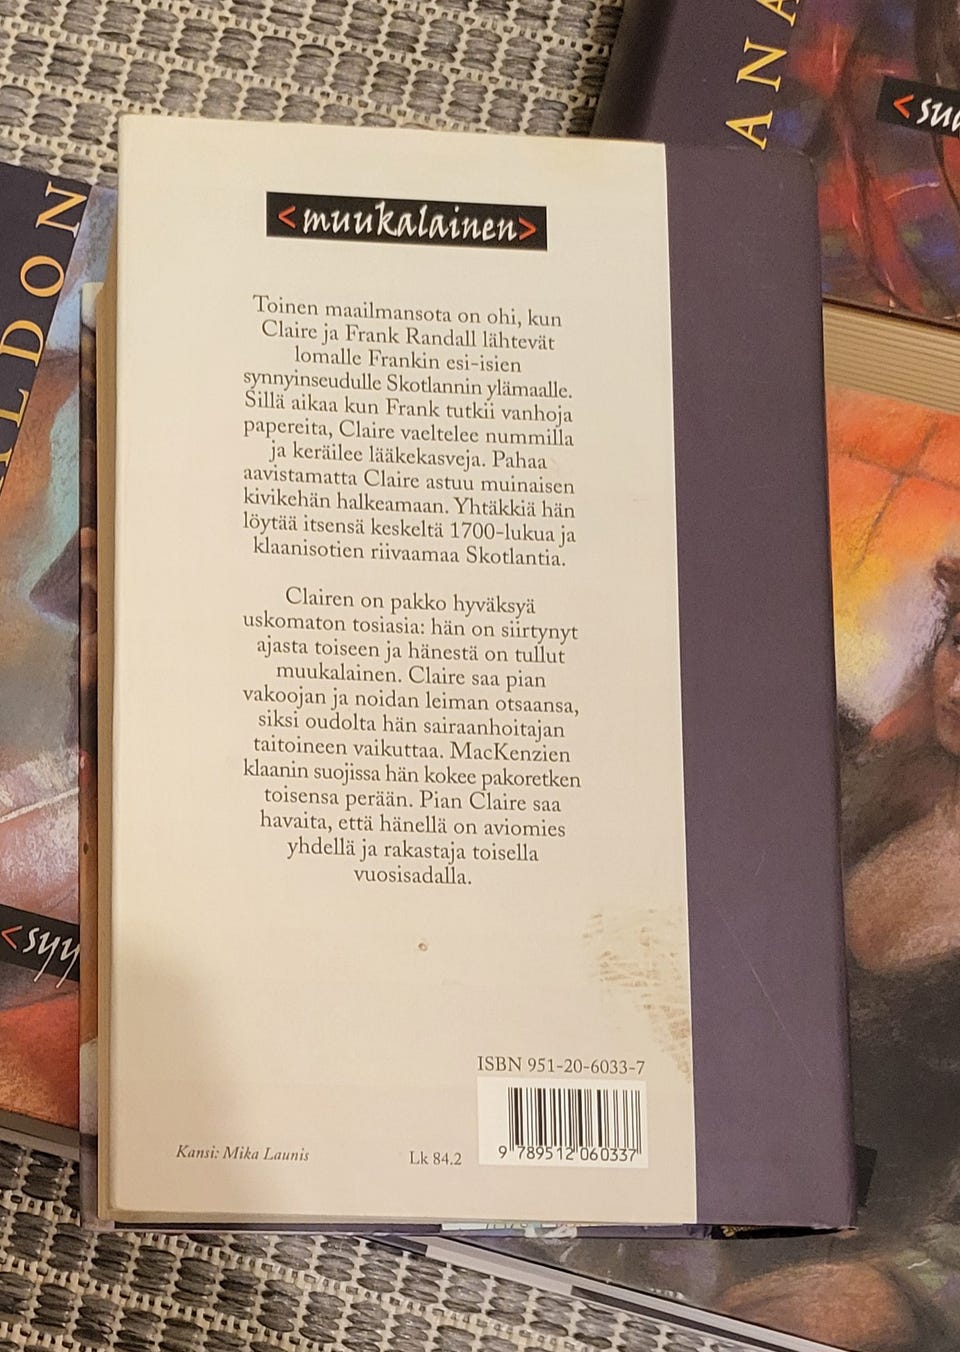 <muukalainen>
Toinen maailmansota on ohi, kun
Claire ja Frank Randall lähtevät
lomalle Frankin esi-isien
synnyinseudulle Skotlannin ylämaalle.
Sillä aikaa kun Frank tutkii vanhoja
papereita, Claire vaeltelee nummilla
ja keräilee lääkekasveja. Pahaa
aavistamatta Claire astuu muinaisen
kivikehän halkeamaan. Yhtäkkiä hän
löytää itsensä keskeltä 1700-lukua ja
klaanisotien riivaamaa Skotlantia.
Clairen on pakko hyväksyä
uskomaton tosiasia: hän on siirtynyt
ajasta toiseen ja hänestä on tullut
muukalainen. Claire saa pian
vakoojan ja noidan leiman otsaansa,
siksi oudolta hän sairaanhoitajan
taitoineen vaikuttaa. MacKenzien
klaanin suojissa hän kokee pakoretken
toisensa perään. Pian Claire saa
havaita, että hänellä on aviomies
yhdellä ja rakastaja toisella
vuosisadalla.
ISBN 951-20-6033-7
9 789512 060337
Kansi: Mika Launis
Lk 84.2
ANA
LDON
<syy